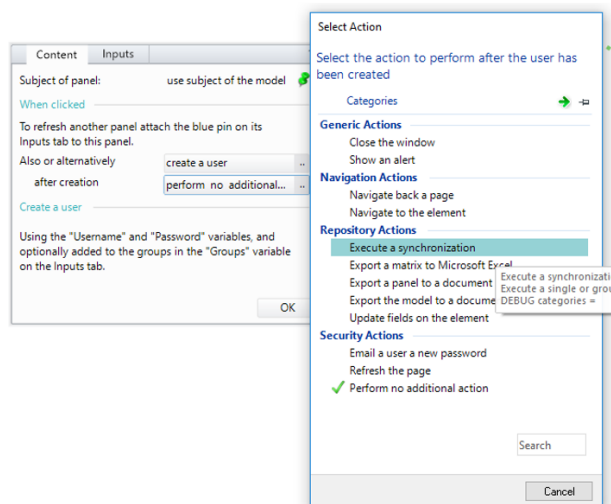 Content Inputs
Subject of panel: use subject of the model
When clicked
To refresh another panel attach the blue pin on its
Inputs tab to this panel.
Also or alternatively create a user ..
after creation perform no additional... ..
Create a user
Using the "Username" and "Password" variables, and
optionally added to the groups in the "Groups" variable
on the Inputs tab.
OK
Select Action
Select the action to perform after the user has
been created
Categories
Generic Actions
Close the window
Show an alert
Navigation Actions
Navigate back a page
Navigate to the element
Repository Actions
Execute a synchronization
Export a matrix to Microsoft Excel
Export a panel to a document
Export the model to a docume
Update fields on the element
Execute a synchronizati
Execute a single or grou
DEBUG categories =
Security Actions
Email a user a new password
Refresh the page
Perform no additional action
Search
Cancel